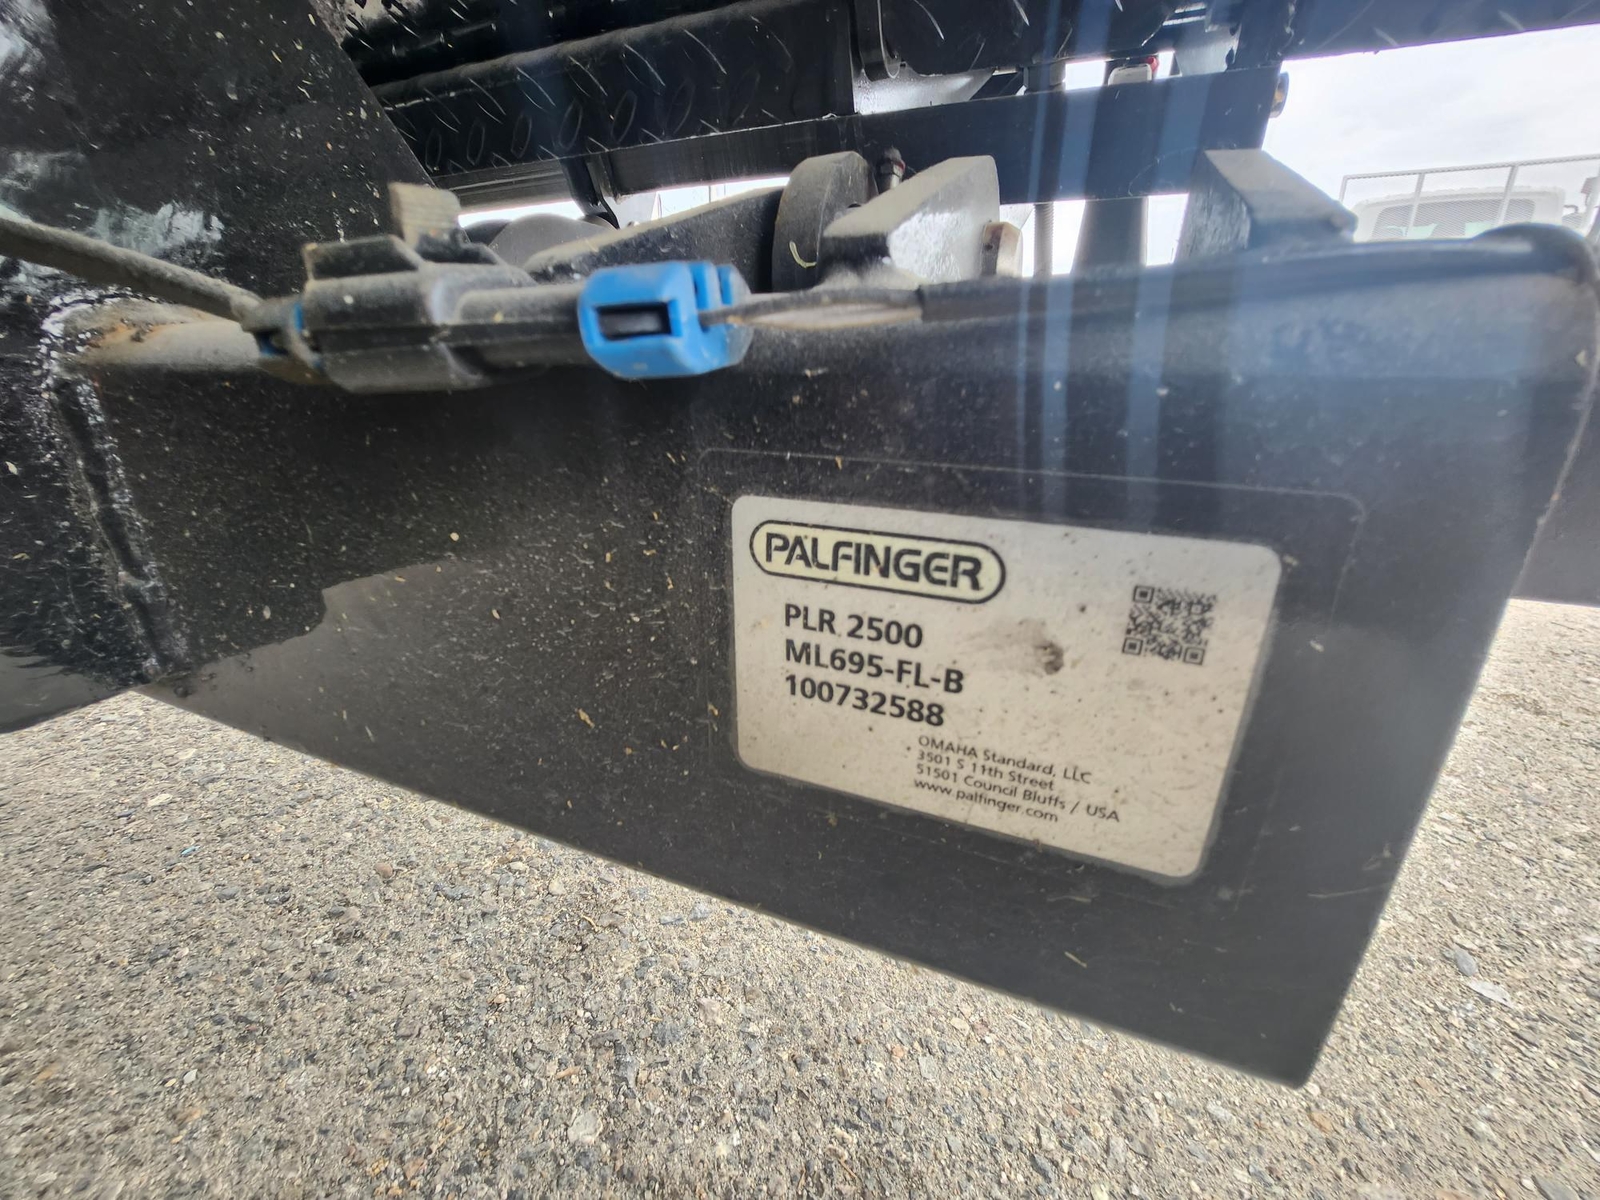 PALFINGER
PLR 2500
ML695-FL-B
100732588
OMAHA Standard, LLC
3501 S 11th Street
51501 Council Bluffs / USA
www.palfinger.com